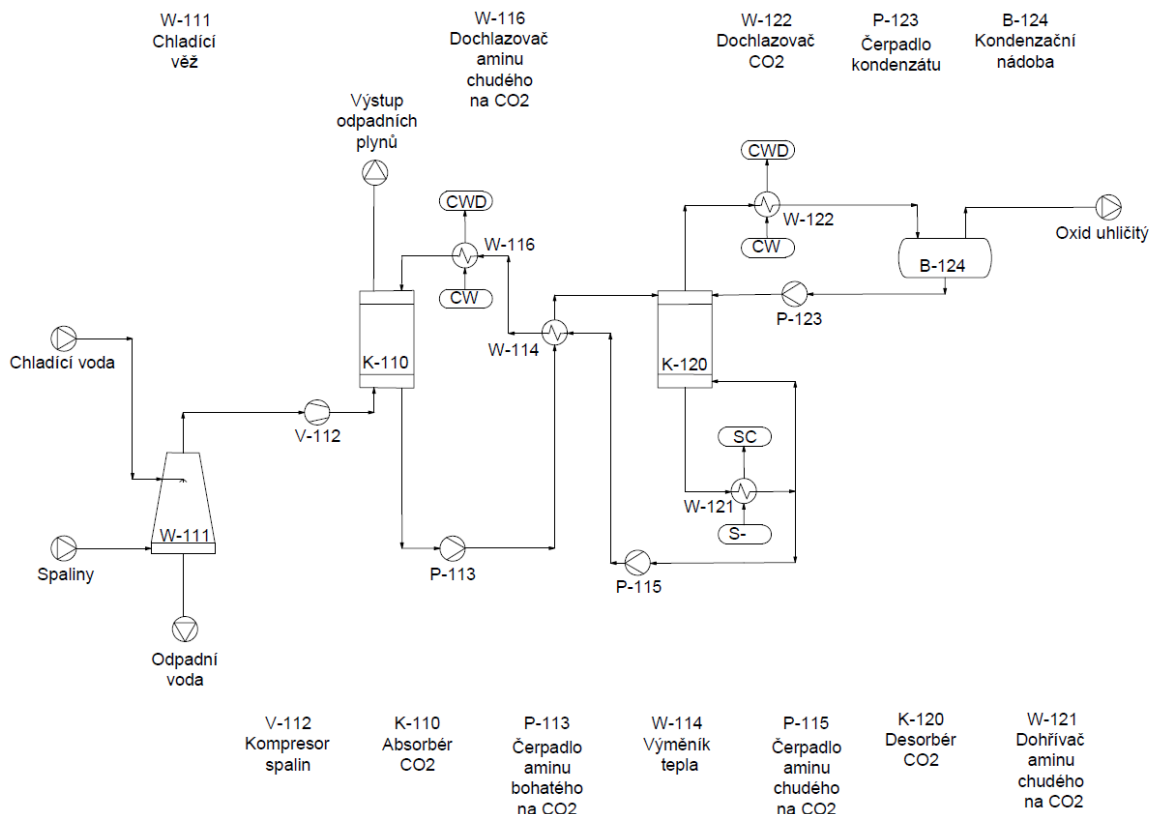 W-111
Chladící
věž
W-116
Dochlazovač
aminu
chudého
na CO2
W-122
Dochlazovač
CO2
P-123
Čerpadlo
kondenzátu
B-124
Kondenzační
nádoba
Výstup
odpadních
plynů
CWD
W-116
CW
CWD
W-122
CW
B-124
Oxid uhličitý
P-123
W-114
K-110
K-120
Chladící voda
V-112
SC
W-121
S-
W-111
Spaliny
P-113
P-115
Odpadní
voda
V-112
Kompresor
spalin
K-110
Absorbér
CO2
P-113
Čerpadlo
aminu
bohatého
na CO2
W-114
Výměník
tepla
P-115
Čerpadlo
aminu
chudého
na CO2
K-120
Desorbér
CO2
W-121
Dohřívač
aminu
chudého
na CO2